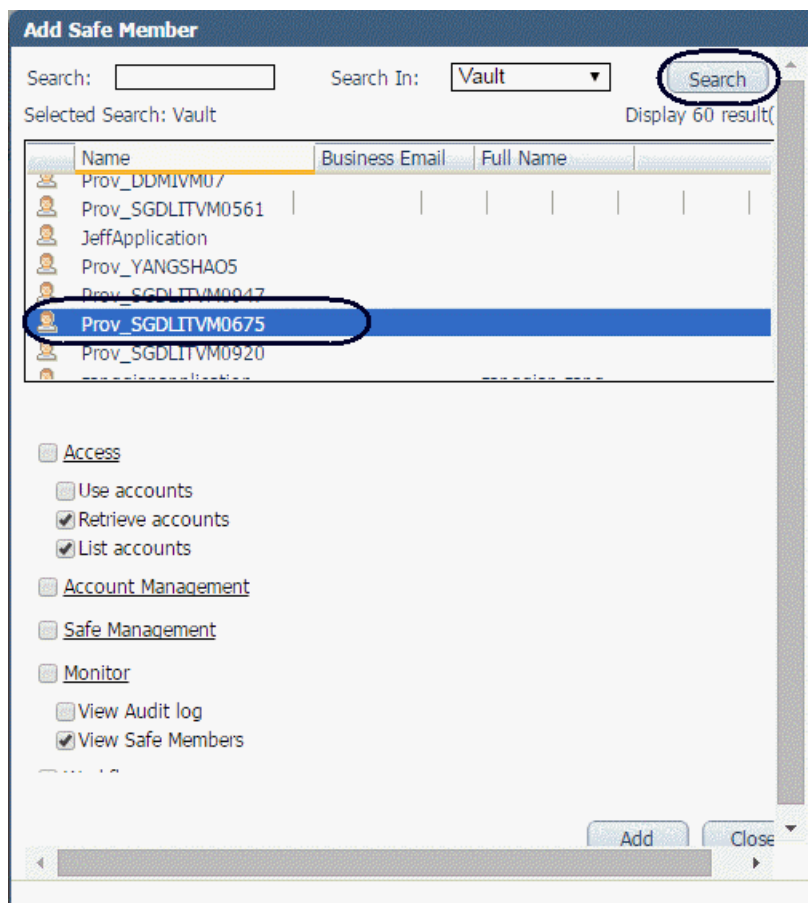 Add Safe Member
Search: Search In: Vault Search
Selected Search: Vault Display 60 result(
Name Business Email Full Name
Prov_DDMIVM07
Prov_SGDLITVM0561
JeffApplication
Prov_YANGSHAO5
Prov_SGDLITVM0947
Prov_SGDLITVM0675
Prov_SGDLITVM0920
Access
Use accounts
Retrieve accounts
List accounts
Account Management
Safe Management
Monitor
View Audit log
View Safe Members
Add Close